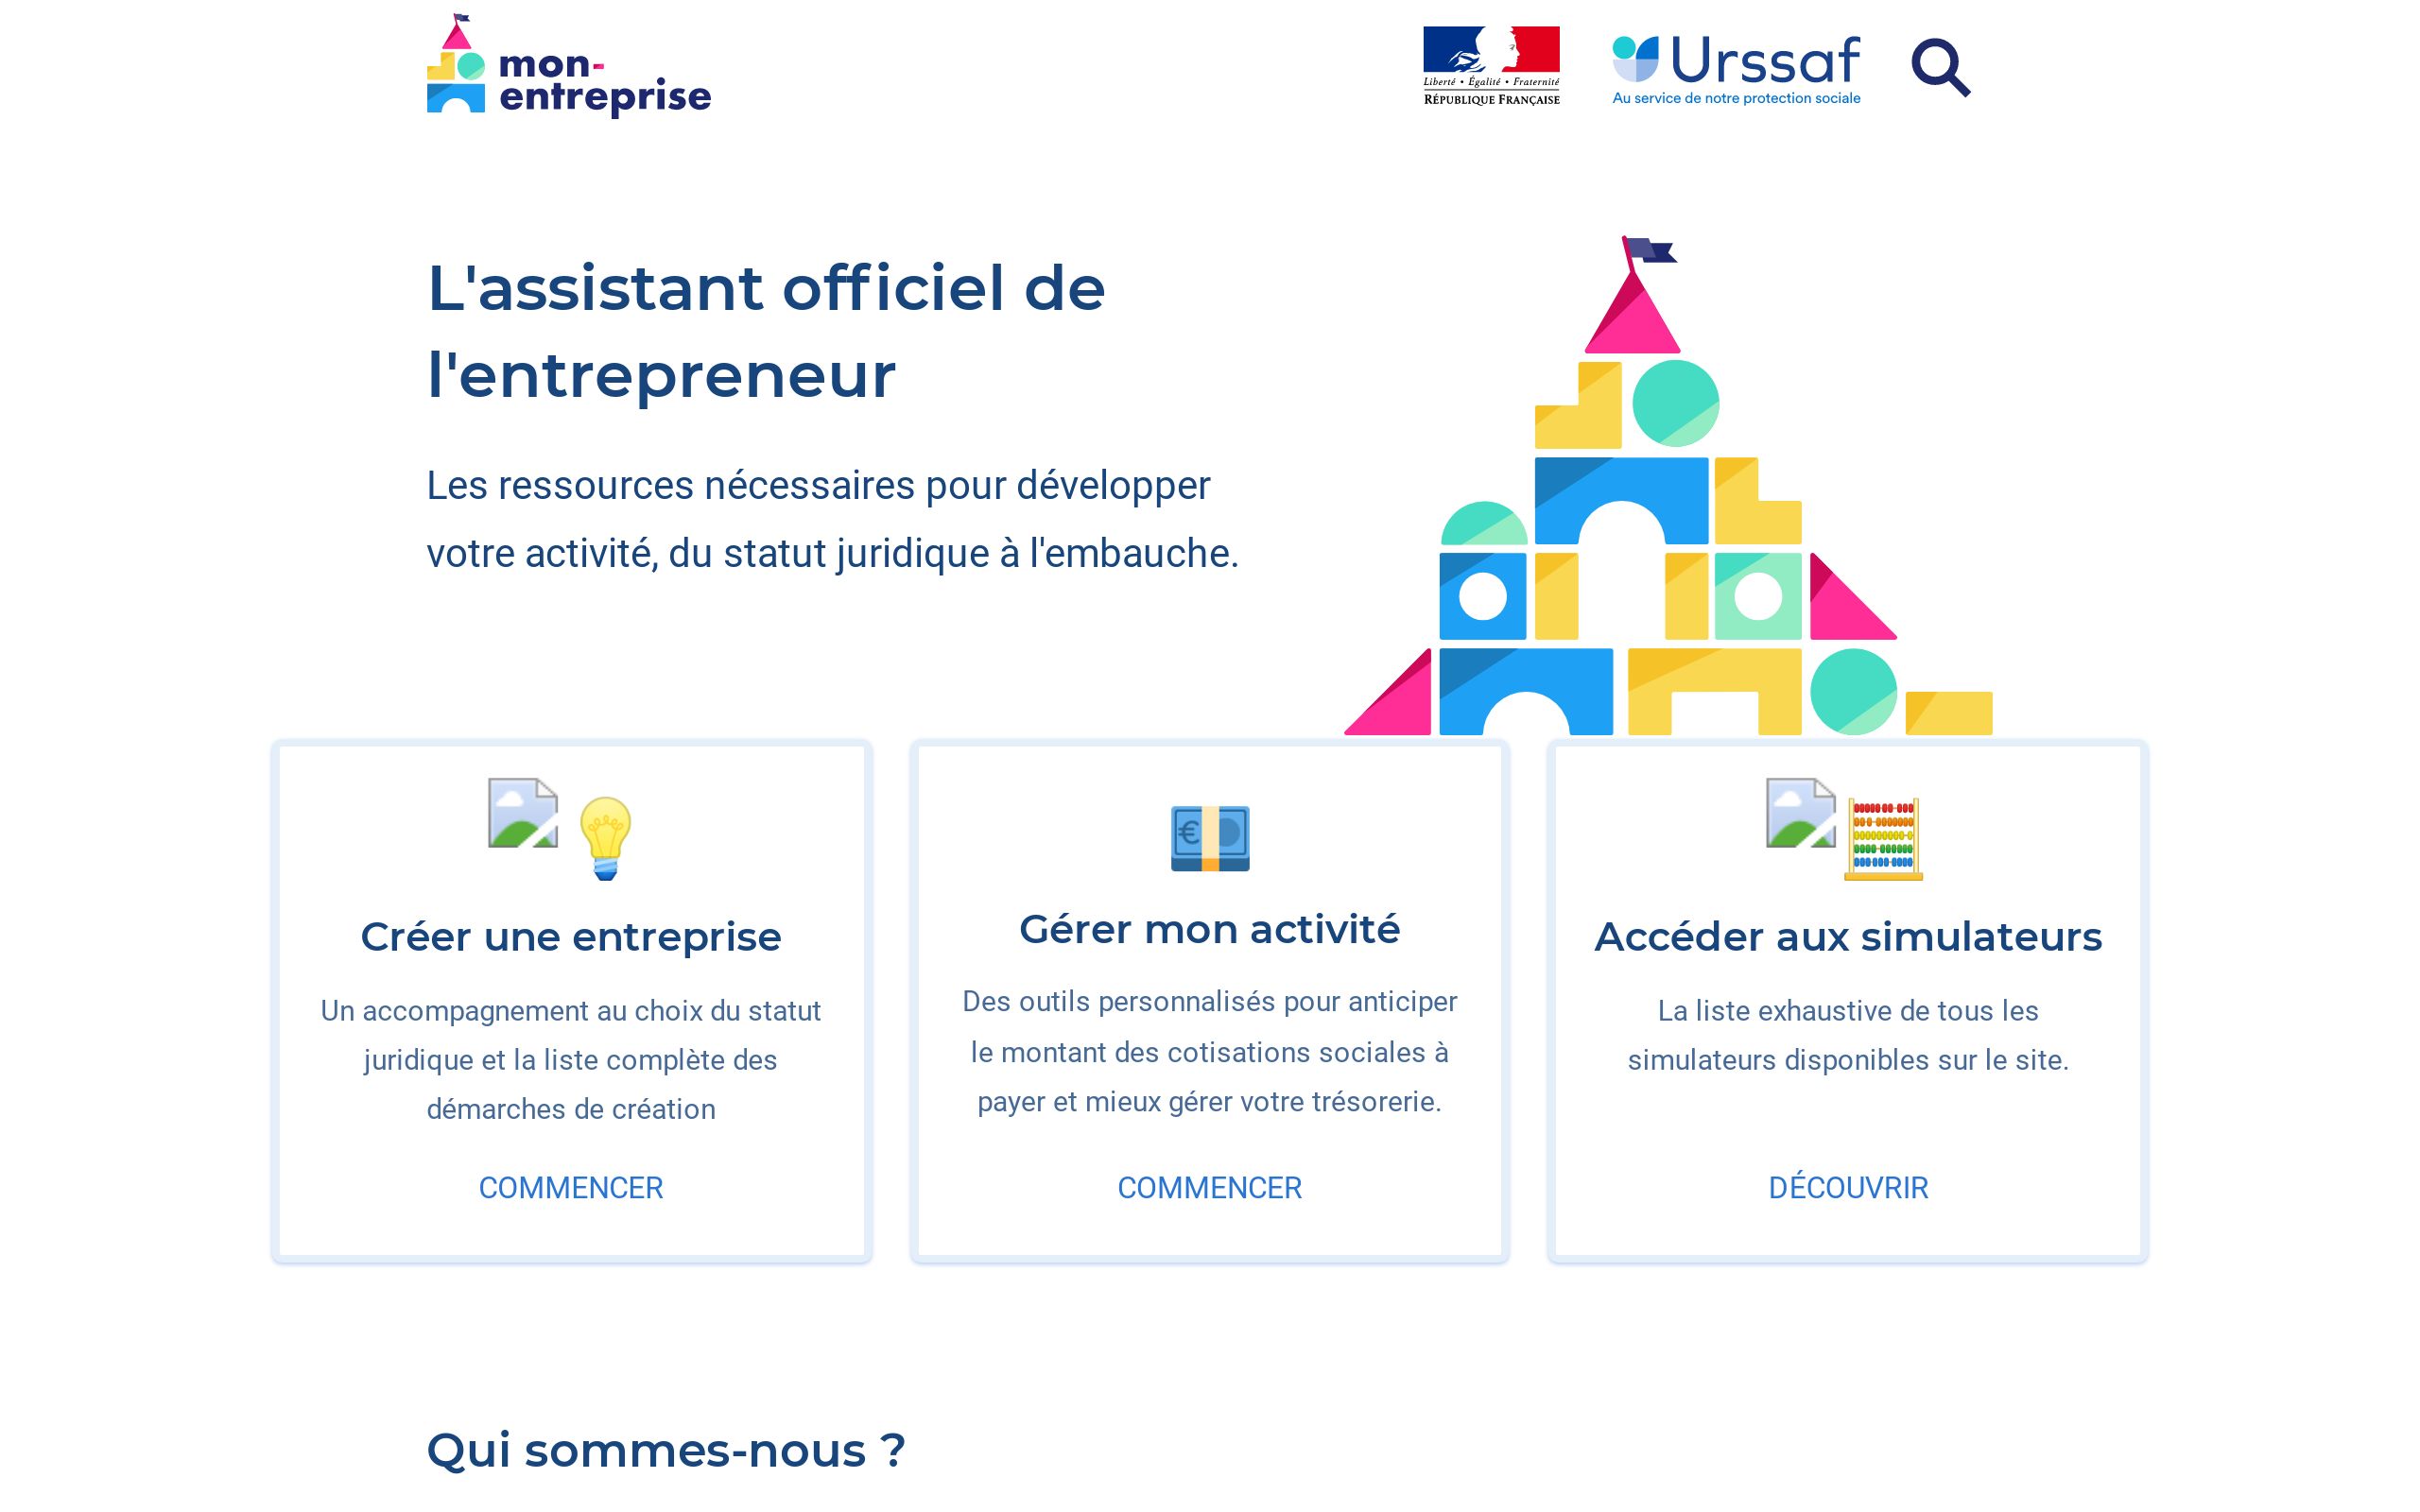 mon-
entreprise
Liberté • Égalité • Fraternité
RÉPUBLIQUE FRANÇAISE
Urssaf
Au service de notre protection sociale
L'assistant officiel de
l'entrepreneur
Les ressources nécessaires pour développer
votre activité, du statut juridique à l'embauche.
Créer une entreprise
Un accompagnement au choix du statut
juridique et la liste complète des
démarches de création
COMMENCER
€
Gérer mon activité
Des outils personnalisés pour anticiper
le montant des cotisations sociales à
payer et mieux gérer votre trésorerie.
COMMENCER
Accéder aux simulateurs
La liste exhaustive de tous les
simulateurs disponibles sur le site.
DÉCOUVRIR
Qui sommes-nous ?